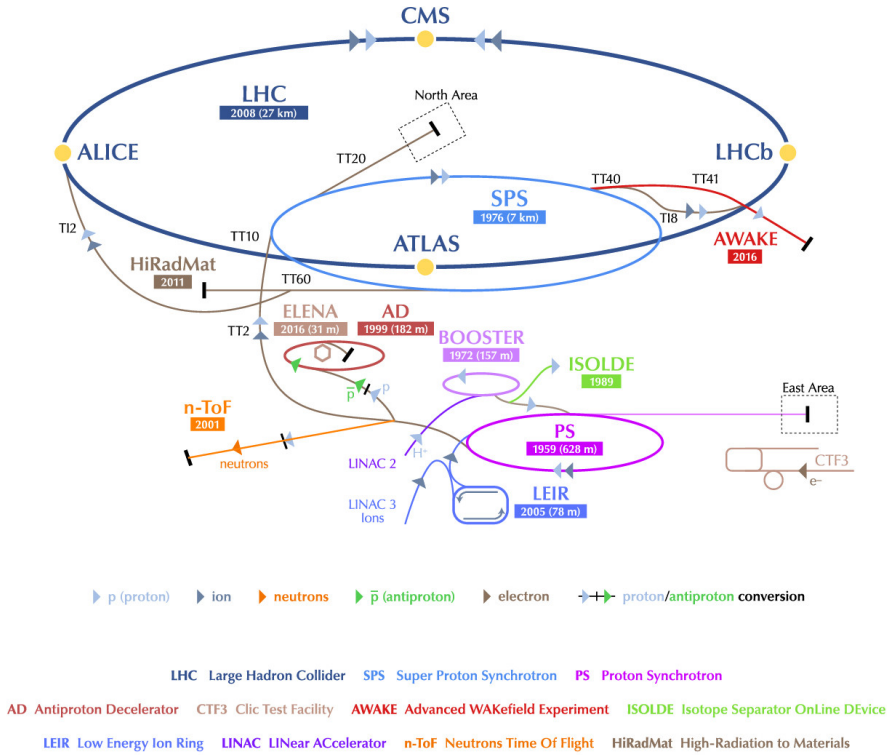 CMS
North Area
LHC
2008 (27 km)
ALICE
TT20
LHCb
TT40
TT41
SPS
1976 (7 km)
TI2
TT10
TI8
ATLAS
AWAKE
2016
HiRadMat
2011
TT60
ELENA
2016 (31 m)
AD
1999 (182 m)
TT2
BOOSTER
1972 (157 m)
ISOLDE
1989
p̅
p
East Area
n-ToF
2001
PS
1959 (628 m)
H⁺
neutrons
LINAC 2
CTF3
e–
LEIR
2005 (78 m)
LINAC 3
Ions
p (proton) ion neutrons p̅ (antiproton) electron proton/antiproton conversion
LHC Large Hadron Collider SPS Super Proton Synchrotron PS Proton Synchrotron
AD Antiproton Decelerator CTF3 Clic Test Facility AWAKE Advanced WAKefield Experiment ISOLDE Isotope Separator OnLine DEvice
LEIR Low Energy Ion Ring LINAC LINear ACcelerator n-ToF Neutrons Time Of Flight HiRadMat High-Radiation to Materials